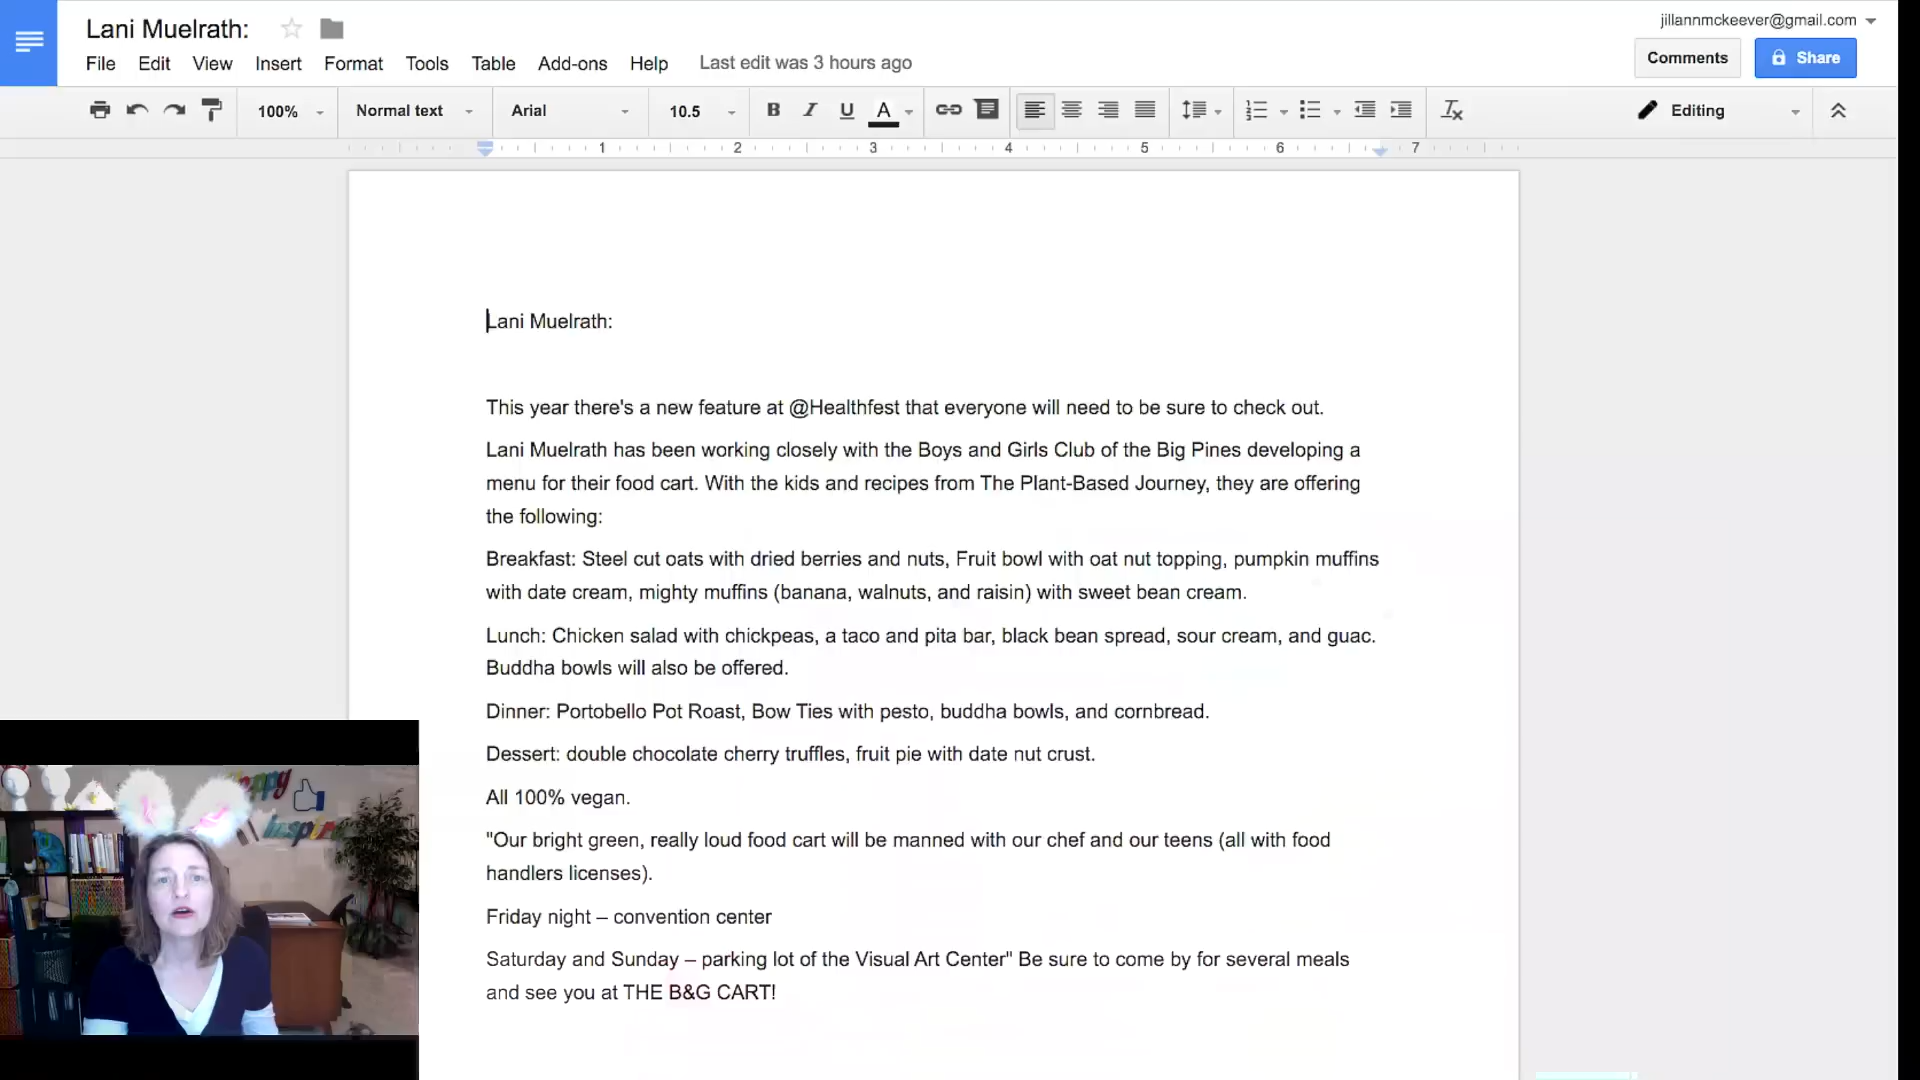 Lani Muelrath:
jillannmckeever@gmail.com
File Edit View Insert Format Tools Table Add-ons Help Last edit was 3 hours ago
Comments Share
100% Normal text Arial 10.5 B I U A Editing
1 2 3 4 5 6 7
Lani Muelrath:
This year there's a new feature at @Healthfest that everyone will need to be sure to check out.
Lani Muelrath has been working closely with the Boys and Girls Club of the Big Pines developing a
menu for their food cart. With the kids and recipes from The Plant-Based Journey, they are offering
the following:
Breakfast: Steel cut oats with dried berries and nuts, Fruit bowl with oat nut topping, pumpkin muffins
with date cream, mighty muffins (banana, walnuts, and raisin) with sweet bean cream.
Lunch: Chicken salad with chickpeas, a taco and pita bar, black bean spread, sour cream, and guac.
Buddha bowls will also be offered.
Dinner: Portobello Pot Roast, Bow Ties with pesto, buddha bowls, and cornbread.
Dessert: double chocolate cherry truffles, fruit pie with date nut crust.
All 100% vegan.
"Our bright green, really loud food cart will be manned with our chef and our teens (all with food
handlers licenses).
Friday night – convention center
Saturday and Sunday – parking lot of the Visual Art Center" Be sure to come by for several meals
and see you at THE B&G CART!